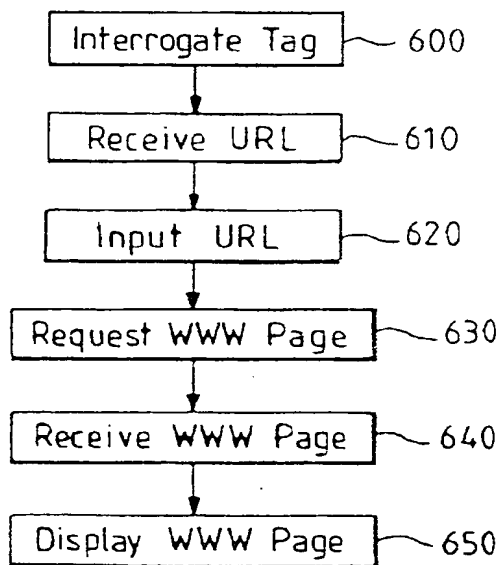 Interrogate Tag 600
Receive URL 610
Input URL 620
Request WWW Page 630
Receive WWW Page 640
Display WWW Page 650